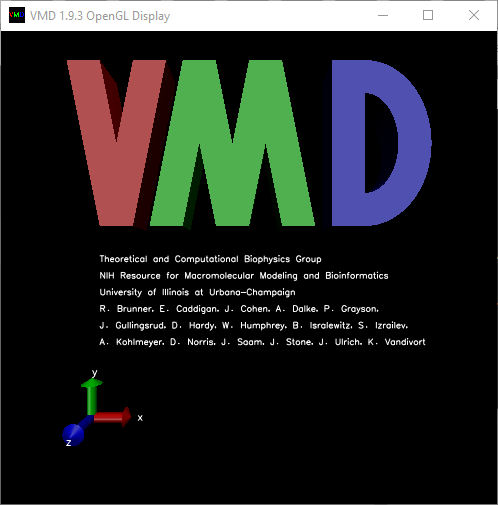 VMD 1.9.3 OpenGL Display
VMD
Theoretical and Computational Biophysics Group
NIH Resource for Macromolecular Modeling and Bioinformatics
University of Illinois at Urbana-Champaign
R. Brunner, E. Caddigan, J. Cohen, A. Dalke, P. Grayson,
J. Gullingsrud, D. Hardy, W. Humphrey, B. Isralewitz, S. Izrailev,
A. Kohlmeyer, D. Norris, J. Saam, J. Stone, J. Ulrich, K. Vandivort
y
x
z